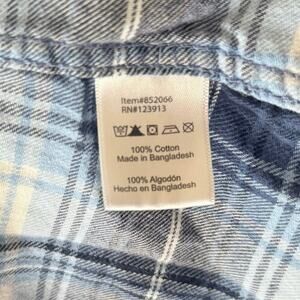 Item#852066
RN#123913
100% Cotton
Made in Bangladesh
100% Algodón
Hecho en Bangladesh